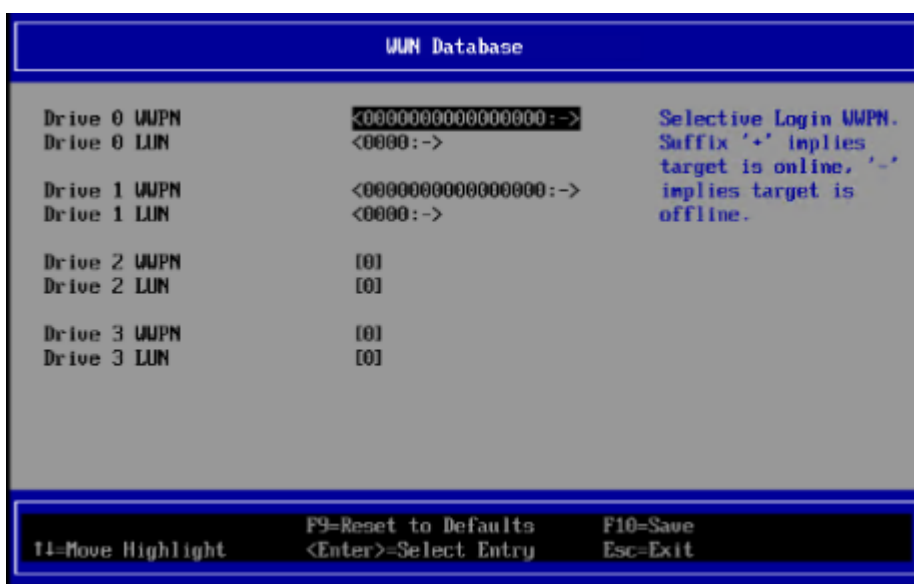 WWN Database
Drive 0 WWPN <0000000000000000:->
Drive 0 LUN <0000:->
Drive 1 WWPN <0000000000000000:->
Drive 1 LUN <0000:->
Drive 2 WWPN [0]
Drive 2 LUN [0]
Drive 3 WWPN [0]
Drive 3 LUN [0]
Selective Login WWPN.
Suffix '+' implies
target is online, '-'
implies target is
offline.
F9=Reset to Defaults F10=Save
↑↓=Move Highlight <Enter>=Select Entry Esc=Exit